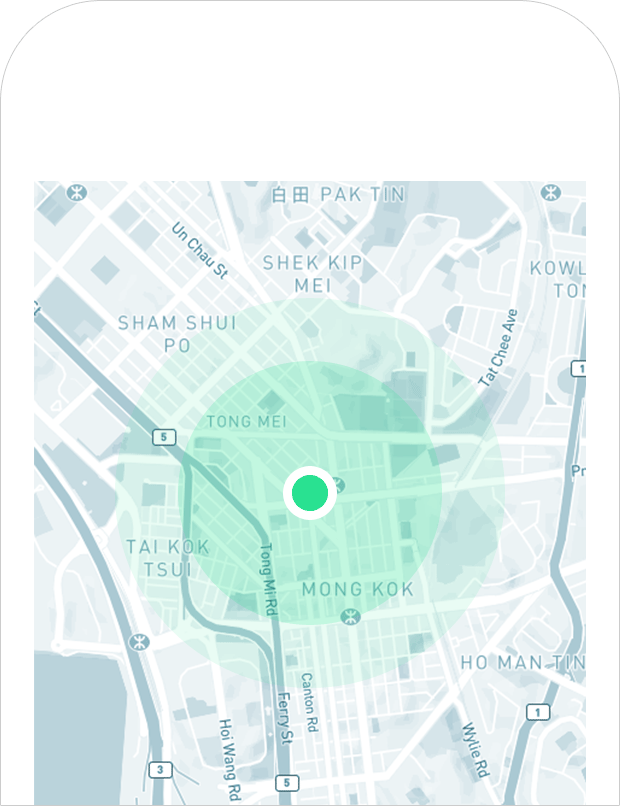 白田 PAK TIN
Un Chau St
SHEK KIP
MEI
KOWL
TON
SHAM SHUI
PO
Tat Chee Ave
1
TONG MEI
5
Pr
TAI KOK
TSUI
Tong Mi Rd
MONG KOK
HO MAN TIN
Canton Rd
Ferry St
1
Hoi Wang Rd
Wylie Rd
3
5